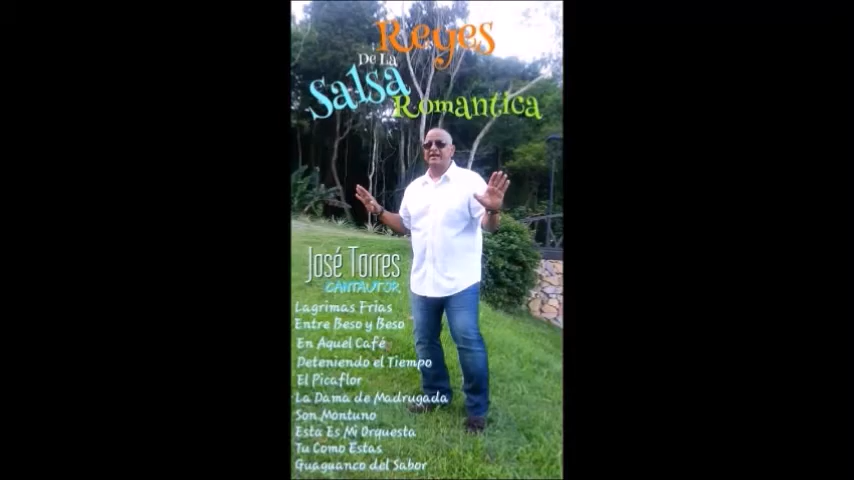 Reyes
De La
Salsa
Romantica
José Torres
CANTAUTOR
Lagrimas Frias
Entre Beso y Beso
En Aquel Café
Deteniendo el Tiempo
El Picaflor
La Dama de Madrugada
Son Montuno
Esta Es Mi Orquesta
Tu Como Estas
Guaguanco del Sabor